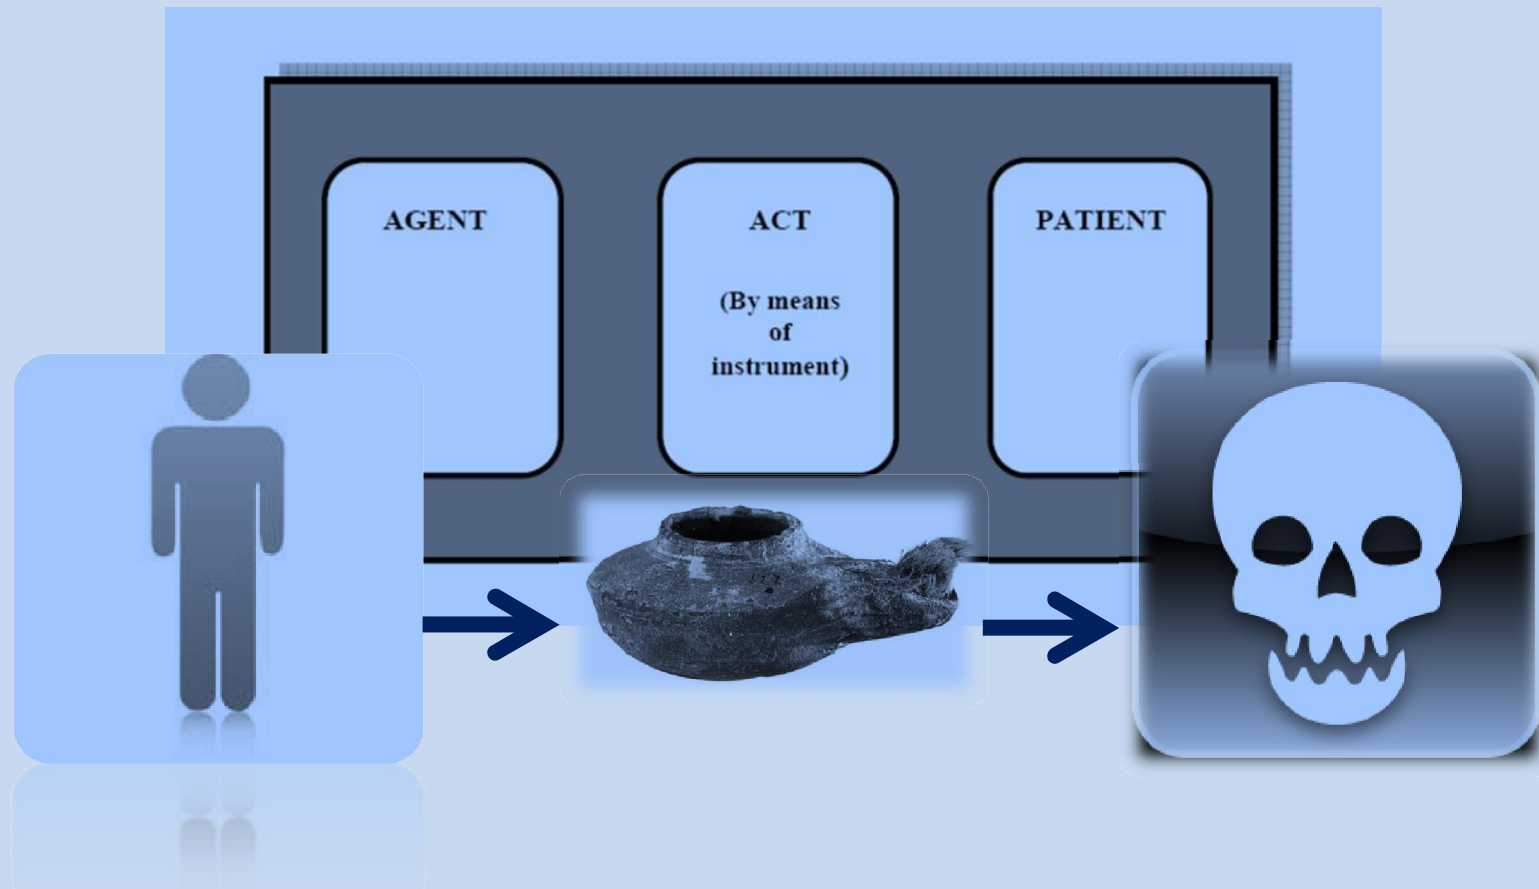 AGENT
ACT
(By means
of
instrument)
PATIENT